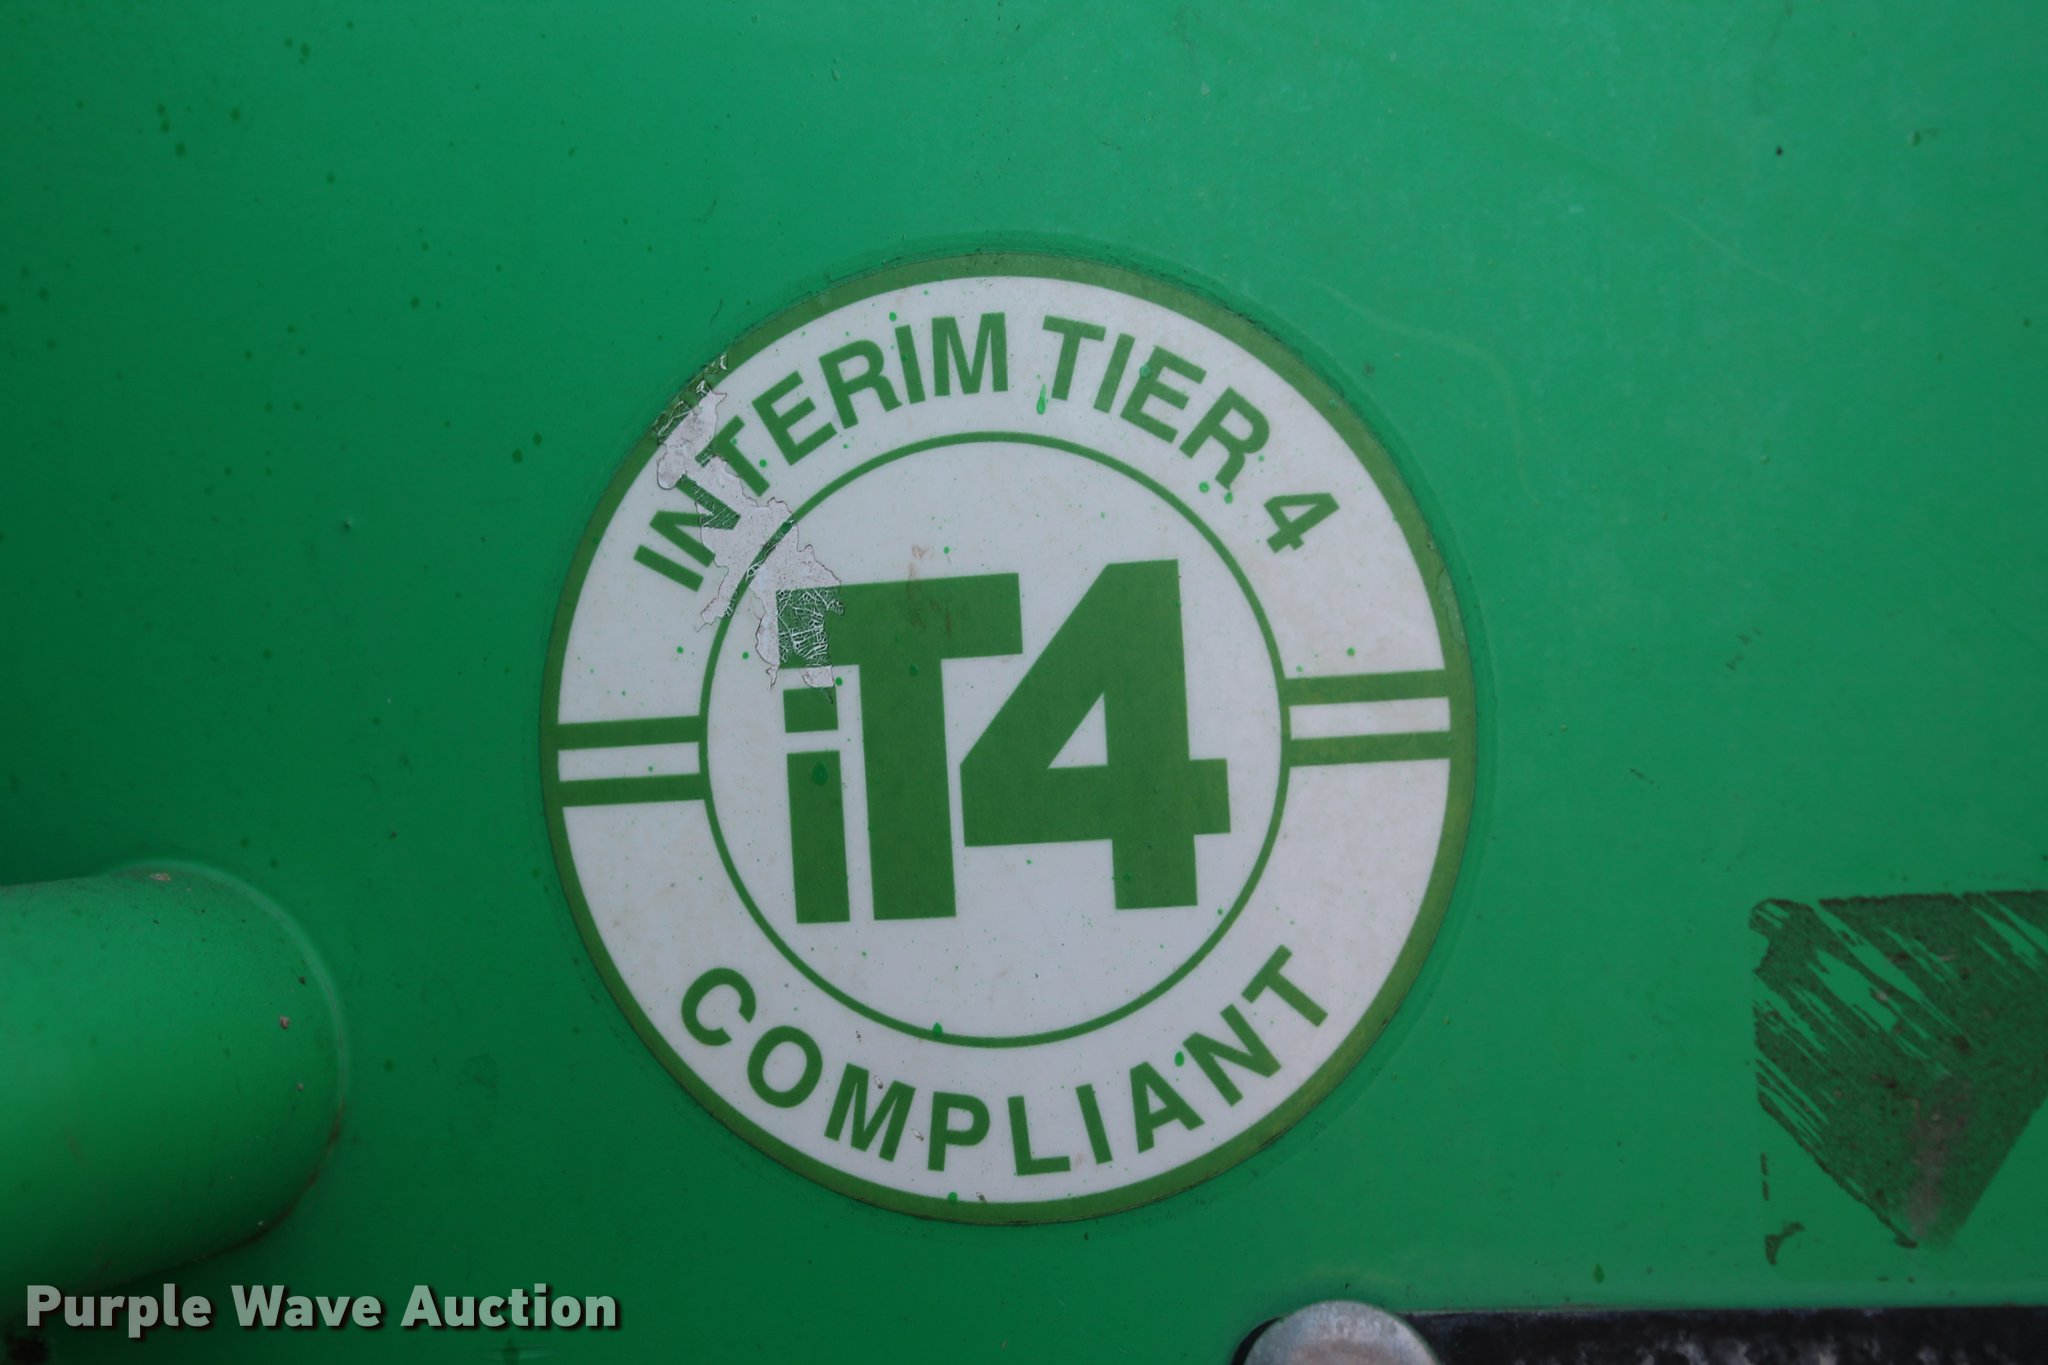 INTERIM TIER 4
iT4
COMPLIANT
Purple Wave Auction